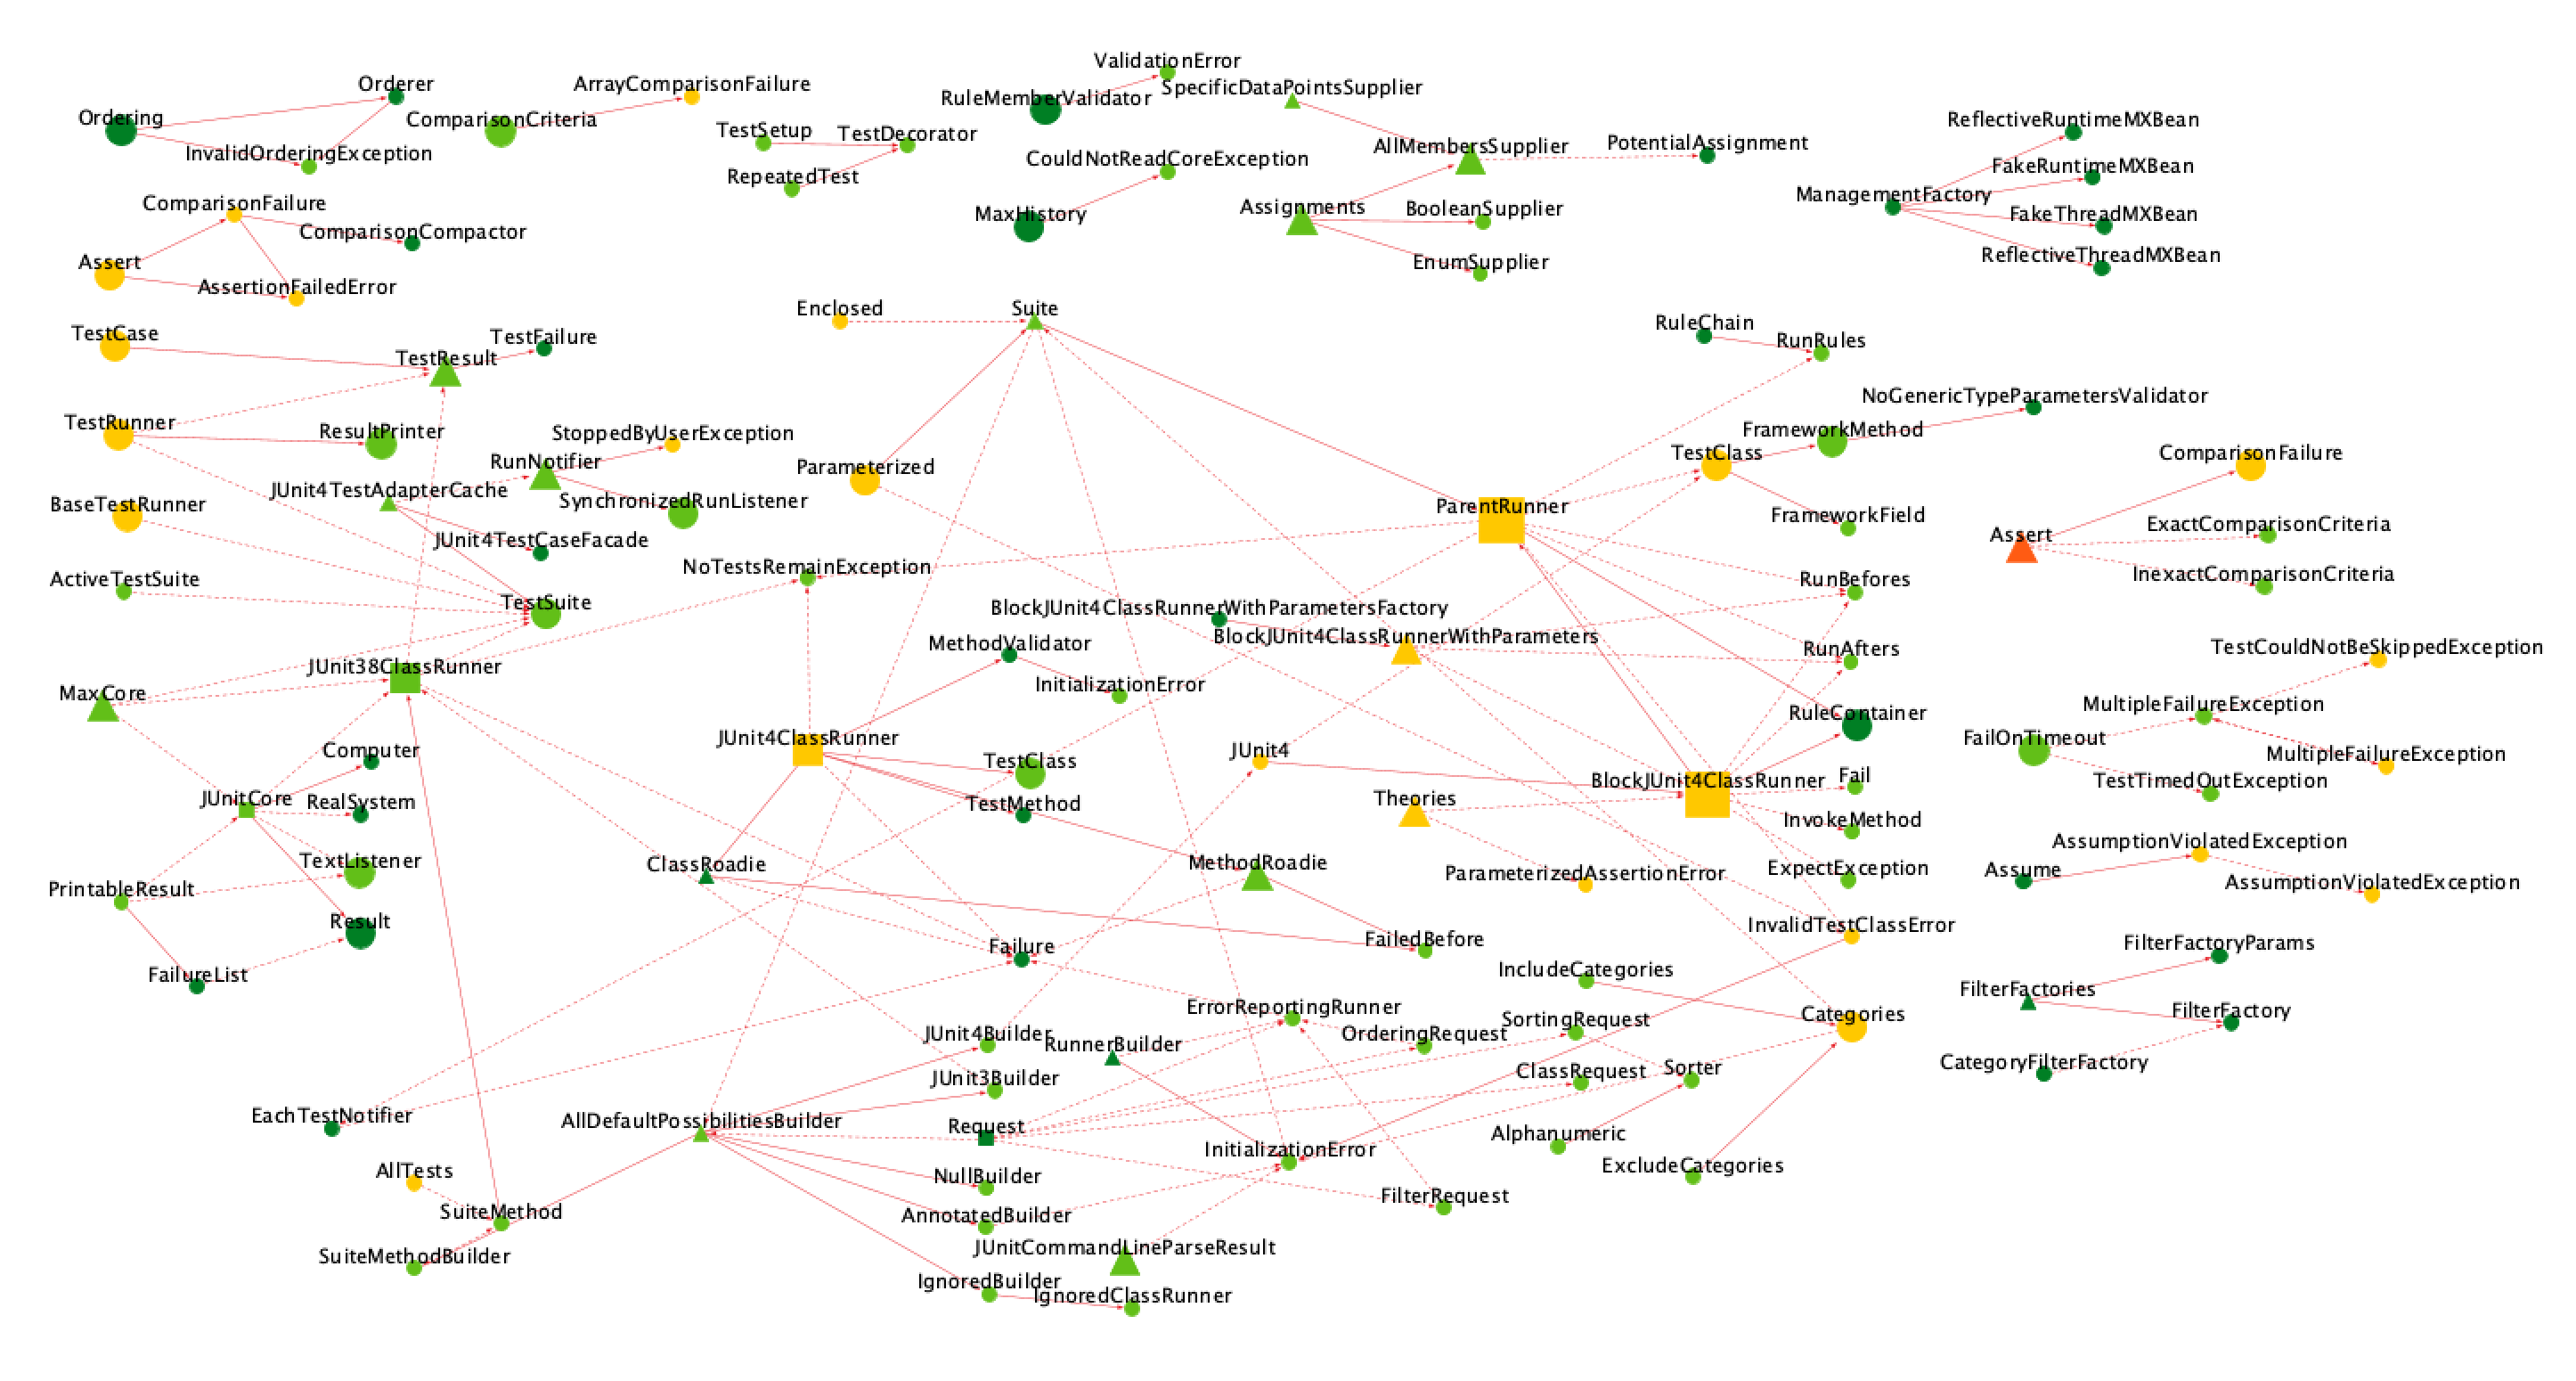 ValidationError
Orderer
ArrayComparisonFailure
SpecificDataPointsSupplier
RuleMemberValidator
Ordering
ComparisonCriteria
ReflectiveRuntimeMXBean
TestSetup
TestDecorator
PotentialAssignment
AllMembersSupplier
InvalidOrderingException
CouldNotReadCoreException
FakeRuntimeMXBean
RepeatedTest
ManagementFactory
ComparisonFailure
Assignments
BooleanSupplier
MaxHistory
FakeThreadMXBean
ComparisonCompactor
ReflectiveThreadMXBean
Assert
EnumSupplier
AssertionFailedError
Enclosed
Suite
RuleChain
TestCase
TestFailure
RunRules
TestResult
NoGenericTypeParametersValidator
TestRunner
ResultPrinter
StoppedByUserException
FrameworkMethod
TestClass
ComparisonFailure
RunNotifier
Parameterized
JUnit4TestAdapterCache
SynchronizedRunListener
BaseTestRunner
ParentRunner
FrameworkField
ExactComparisonCriteria
Assert
JUnit4TestCaseFacade
NoTestsRemainException
InexactComparisonCriteria
ActiveTestSuite
RunBefores
TestSuite
BlockJUnit4ClassRunnerWithParametersFactory
BlockJUnit4ClassRunnerWithParameters
MethodValidator
RunAfters
TestCouldNotBeSkippedException
JUnit38ClassRunner
InitializationError
MaxCore
MultipleFailureException
RuleContainer
JUnit4ClassRunner
FailOnTimeout
Computer
JUnit4
TestClass
MultipleFailureException
BlockJUnit4ClassRunner
Fail
TestTimedOutException
JUnitCore
RealSystem
TestMethod
Theories
InvokeMethod
AssumptionViolatedException
TextListener
ClassRoadie
MethodRoadie
ParameterizedAssertionError
ExpectException
Assume
PrintableResult
AssumptionViolatedException
Result
InvalidTestClassError
Failure
FailedBefore
FilterFactoryParams
FailureList
IncludeCategories
FilterFactories
ErrorReportingRunner
SortingRequest
Categories
FilterFactory
JUnit4Builder
RunnerBuilder
OrderingRequest
CategoryFilterFactory
JUnit3Builder
ClassRequest
Sorter
EachTestNotifier
AllDefaultPossibilitiesBuilder
Request
Alphanumeric
InitializationError
ExcludeCategories
AllTests
NullBuilder
FilterRequest
SuiteMethod
AnnotatedBuilder
SuiteMethodBuilder
JUnitCommandLineParseResult
IgnoredBuilder
IgnoredClassRunner